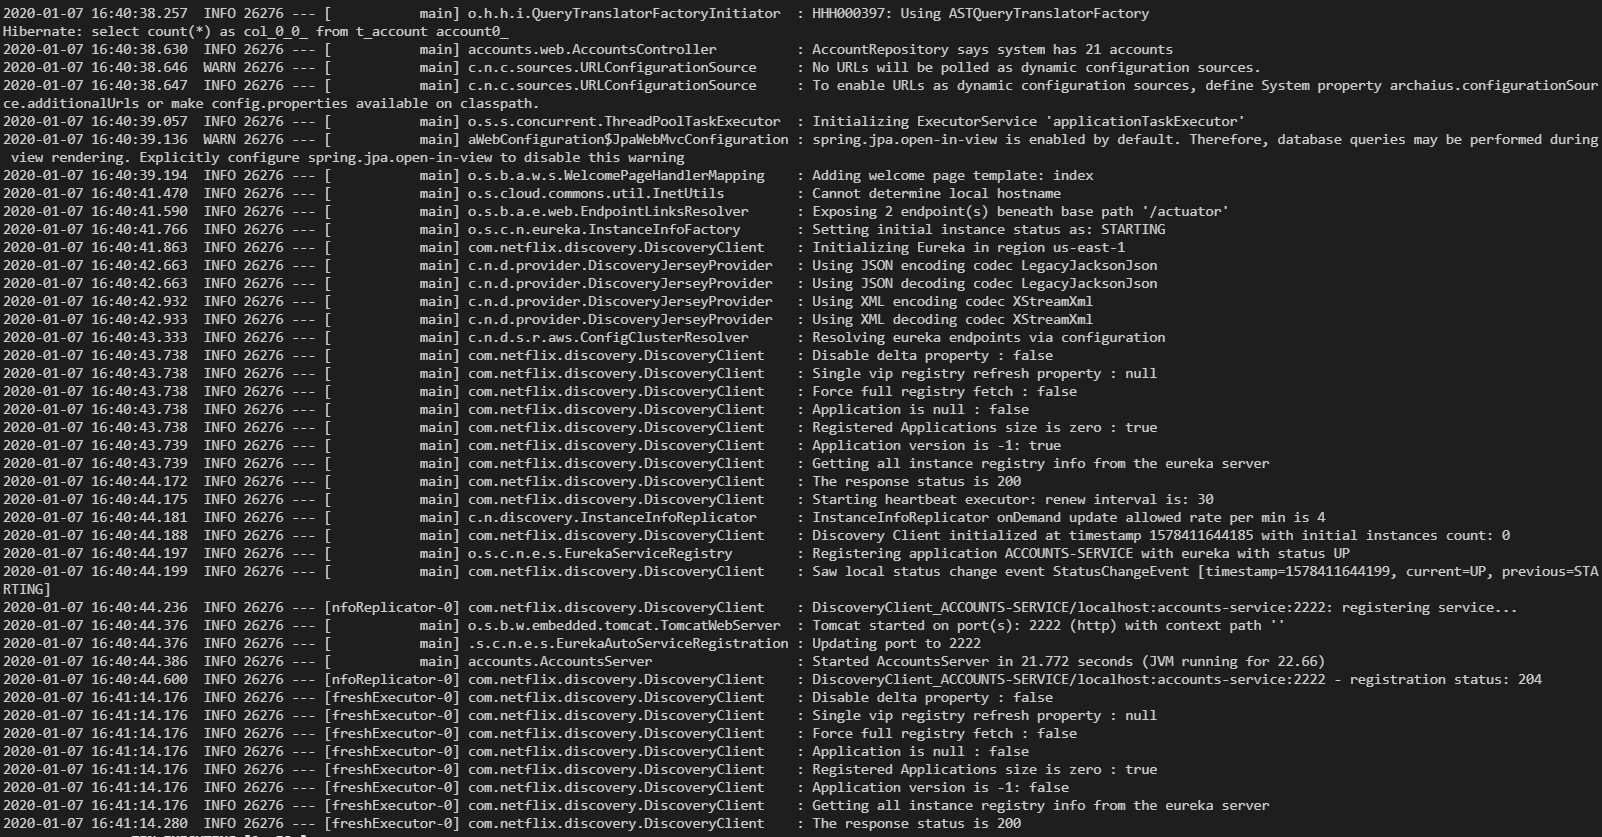 2020-01-07 16:40:38.257  INFO 26276 --- [           main] o.h.h.i.QueryTranslatorFactoryInitiator  : HHH000397: Using ASTQueryTranslatorFactory
Hibernate: select count(*) as col_0_0_ from t_account account0_
2020-01-07 16:40:38.630  INFO 26276 --- [           main] accounts.web.AccountsController          : AccountRepository says system has 21 accounts
2020-01-07 16:40:38.646  WARN 26276 --- [           main] c.n.c.sources.URLConfigurationSource     : No URLs will be polled as dynamic configuration sources.
2020-01-07 16:40:38.647  INFO 26276 --- [           main] c.n.c.sources.URLConfigurationSource     : To enable URLs as dynamic configuration sources, define System property archaius.configurationSour
ce.additionalUrls or make config.properties available on classpath.
2020-01-07 16:40:39.057  INFO 26276 --- [           main] o.s.s.concurrent.ThreadPoolTaskExecutor  : Initializing ExecutorService 'applicationTaskExecutor'
2020-01-07 16:40:39.136  WARN 26276 --- [           main] aWebConfiguration$JpaWebMvcConfiguration : spring.jpa.open-in-view is enabled by default. Therefore, database queries may be performed during
 view rendering. Explicitly configure spring.jpa.open-in-view to disable this warning
2020-01-07 16:40:39.194  INFO 26276 --- [           main] o.s.b.a.w.s.WelcomePageHandlerMapping    : Adding welcome page template: index
2020-01-07 16:40:41.470  INFO 26276 --- [           main] o.s.cloud.commons.util.InetUtils         : Cannot determine local hostname
2020-01-07 16:40:41.590  INFO 26276 --- [           main] o.s.b.a.e.web.EndpointLinksResolver      : Exposing 2 endpoint(s) beneath base path '/actuator'
2020-01-07 16:40:41.766  INFO 26276 --- [           main] o.s.c.n.eureka.InstanceInfoFactory       : Setting initial instance status as: STARTING
2020-01-07 16:40:41.863  INFO 26276 --- [           main] com.netflix.discovery.DiscoveryClient    : Initializing Eureka in region us-east-1
2020-01-07 16:40:42.663  INFO 26276 --- [           main] c.n.d.provider.DiscoveryJerseyProvider   : Using JSON encoding codec LegacyJacksonJson
2020-01-07 16:40:42.663  INFO 26276 --- [           main] c.n.d.provider.DiscoveryJerseyProvider   : Using JSON decoding codec LegacyJacksonJson
2020-01-07 16:40:42.932  INFO 26276 --- [           main] c.n.d.provider.DiscoveryJerseyProvider   : Using XML encoding codec XStreamXml
2020-01-07 16:40:42.933  INFO 26276 --- [           main] c.n.d.provider.DiscoveryJerseyProvider   : Using XML decoding codec XStreamXml
2020-01-07 16:40:43.333  INFO 26276 --- [           main] c.n.d.s.r.aws.ConfigClusterResolver      : Resolving eureka endpoints via configuration
2020-01-07 16:40:43.738  INFO 26276 --- [           main] com.netflix.discovery.DiscoveryClient    : Disable delta property : false
2020-01-07 16:40:43.738  INFO 26276 --- [           main] com.netflix.discovery.DiscoveryClient    : Single vip registry refresh property : null
2020-01-07 16:40:43.738  INFO 26276 --- [           main] com.netflix.discovery.DiscoveryClient    : Force full registry fetch : false
2020-01-07 16:40:43.738  INFO 26276 --- [           main] com.netflix.discovery.DiscoveryClient    : Application is null : false
2020-01-07 16:40:43.738  INFO 26276 --- [           main] com.netflix.discovery.DiscoveryClient    : Registered Applications size is zero : true
2020-01-07 16:40:43.739  INFO 26276 --- [           main] com.netflix.discovery.DiscoveryClient    : Application version is -1: true
2020-01-07 16:40:43.739  INFO 26276 --- [           main] com.netflix.discovery.DiscoveryClient    : Getting all instance registry info from the eureka server
2020-01-07 16:40:44.172  INFO 26276 --- [           main] com.netflix.discovery.DiscoveryClient    : The response status is 200
2020-01-07 16:40:44.175  INFO 26276 --- [           main] com.netflix.discovery.DiscoveryClient    : Starting heartbeat executor: renew interval is: 30
2020-01-07 16:40:44.181  INFO 26276 --- [           main] c.n.discovery.InstanceInfoReplicator     : InstanceInfoReplicator onDemand update allowed rate per min is 4
2020-01-07 16:40:44.188  INFO 26276 --- [           main] com.netflix.discovery.DiscoveryClient    : Discovery Client initialized at timestamp 1578411644185 with initial instances count: 0
2020-01-07 16:40:44.197  INFO 26276 --- [           main] o.s.c.n.e.s.EurekaServiceRegistry        : Registering application ACCOUNTS-SERVICE with eureka with status UP
2020-01-07 16:40:44.199  INFO 26276 --- [           main] com.netflix.discovery.DiscoveryClient    : Saw local status change event StatusChangeEvent [timestamp=1578411644199, current=UP, previous=STA
RTING]
2020-01-07 16:40:44.236  INFO 26276 --- [nfoReplicator-0] com.netflix.discovery.DiscoveryClient    : DiscoveryClient_ACCOUNTS-SERVICE/localhost:accounts-service:2222: registering service...
2020-01-07 16:40:44.376  INFO 26276 --- [           main] o.s.b.w.embedded.tomcat.TomcatWebServer  : Tomcat started on port(s): 2222 (http) with context path ''
2020-01-07 16:40:44.376  INFO 26276 --- [           main] .s.c.n.e.s.EurekaAutoServiceRegistration : Updating port to 2222
2020-01-07 16:40:44.386  INFO 26276 --- [           main] accounts.AccountsServer                  : Started AccountsServer in 21.772 seconds (JVM running for 22.66)
2020-01-07 16:40:44.600  INFO 26276 --- [nfoReplicator-0] com.netflix.discovery.DiscoveryClient    : DiscoveryClient_ACCOUNTS-SERVICE/localhost:accounts-service:2222 - registration status: 204
2020-01-07 16:41:14.176  INFO 26276 --- [freshExecutor-0] com.netflix.discovery.DiscoveryClient    : Disable delta property : false
2020-01-07 16:41:14.176  INFO 26276 --- [freshExecutor-0] com.netflix.discovery.DiscoveryClient    : Single vip registry refresh property : null
2020-01-07 16:41:14.176  INFO 26276 --- [freshExecutor-0] com.netflix.discovery.DiscoveryClient    : Force full registry fetch : false
2020-01-07 16:41:14.176  INFO 26276 --- [freshExecutor-0] com.netflix.discovery.DiscoveryClient    : Application is null : false
2020-01-07 16:41:14.176  INFO 26276 --- [freshExecutor-0] com.netflix.discovery.DiscoveryClient    : Registered Applications size is zero : true
2020-01-07 16:41:14.176  INFO 26276 --- [freshExecutor-0] com.netflix.discovery.DiscoveryClient    : Application version is -1: false
2020-01-07 16:41:14.176  INFO 26276 --- [freshExecutor-0] com.netflix.discovery.DiscoveryClient    : Getting all instance registry info from the eureka server
2020-01-07 16:41:14.280  INFO 26276 --- [freshExecutor-0] com.netflix.discovery.DiscoveryClient    : The response status is 200